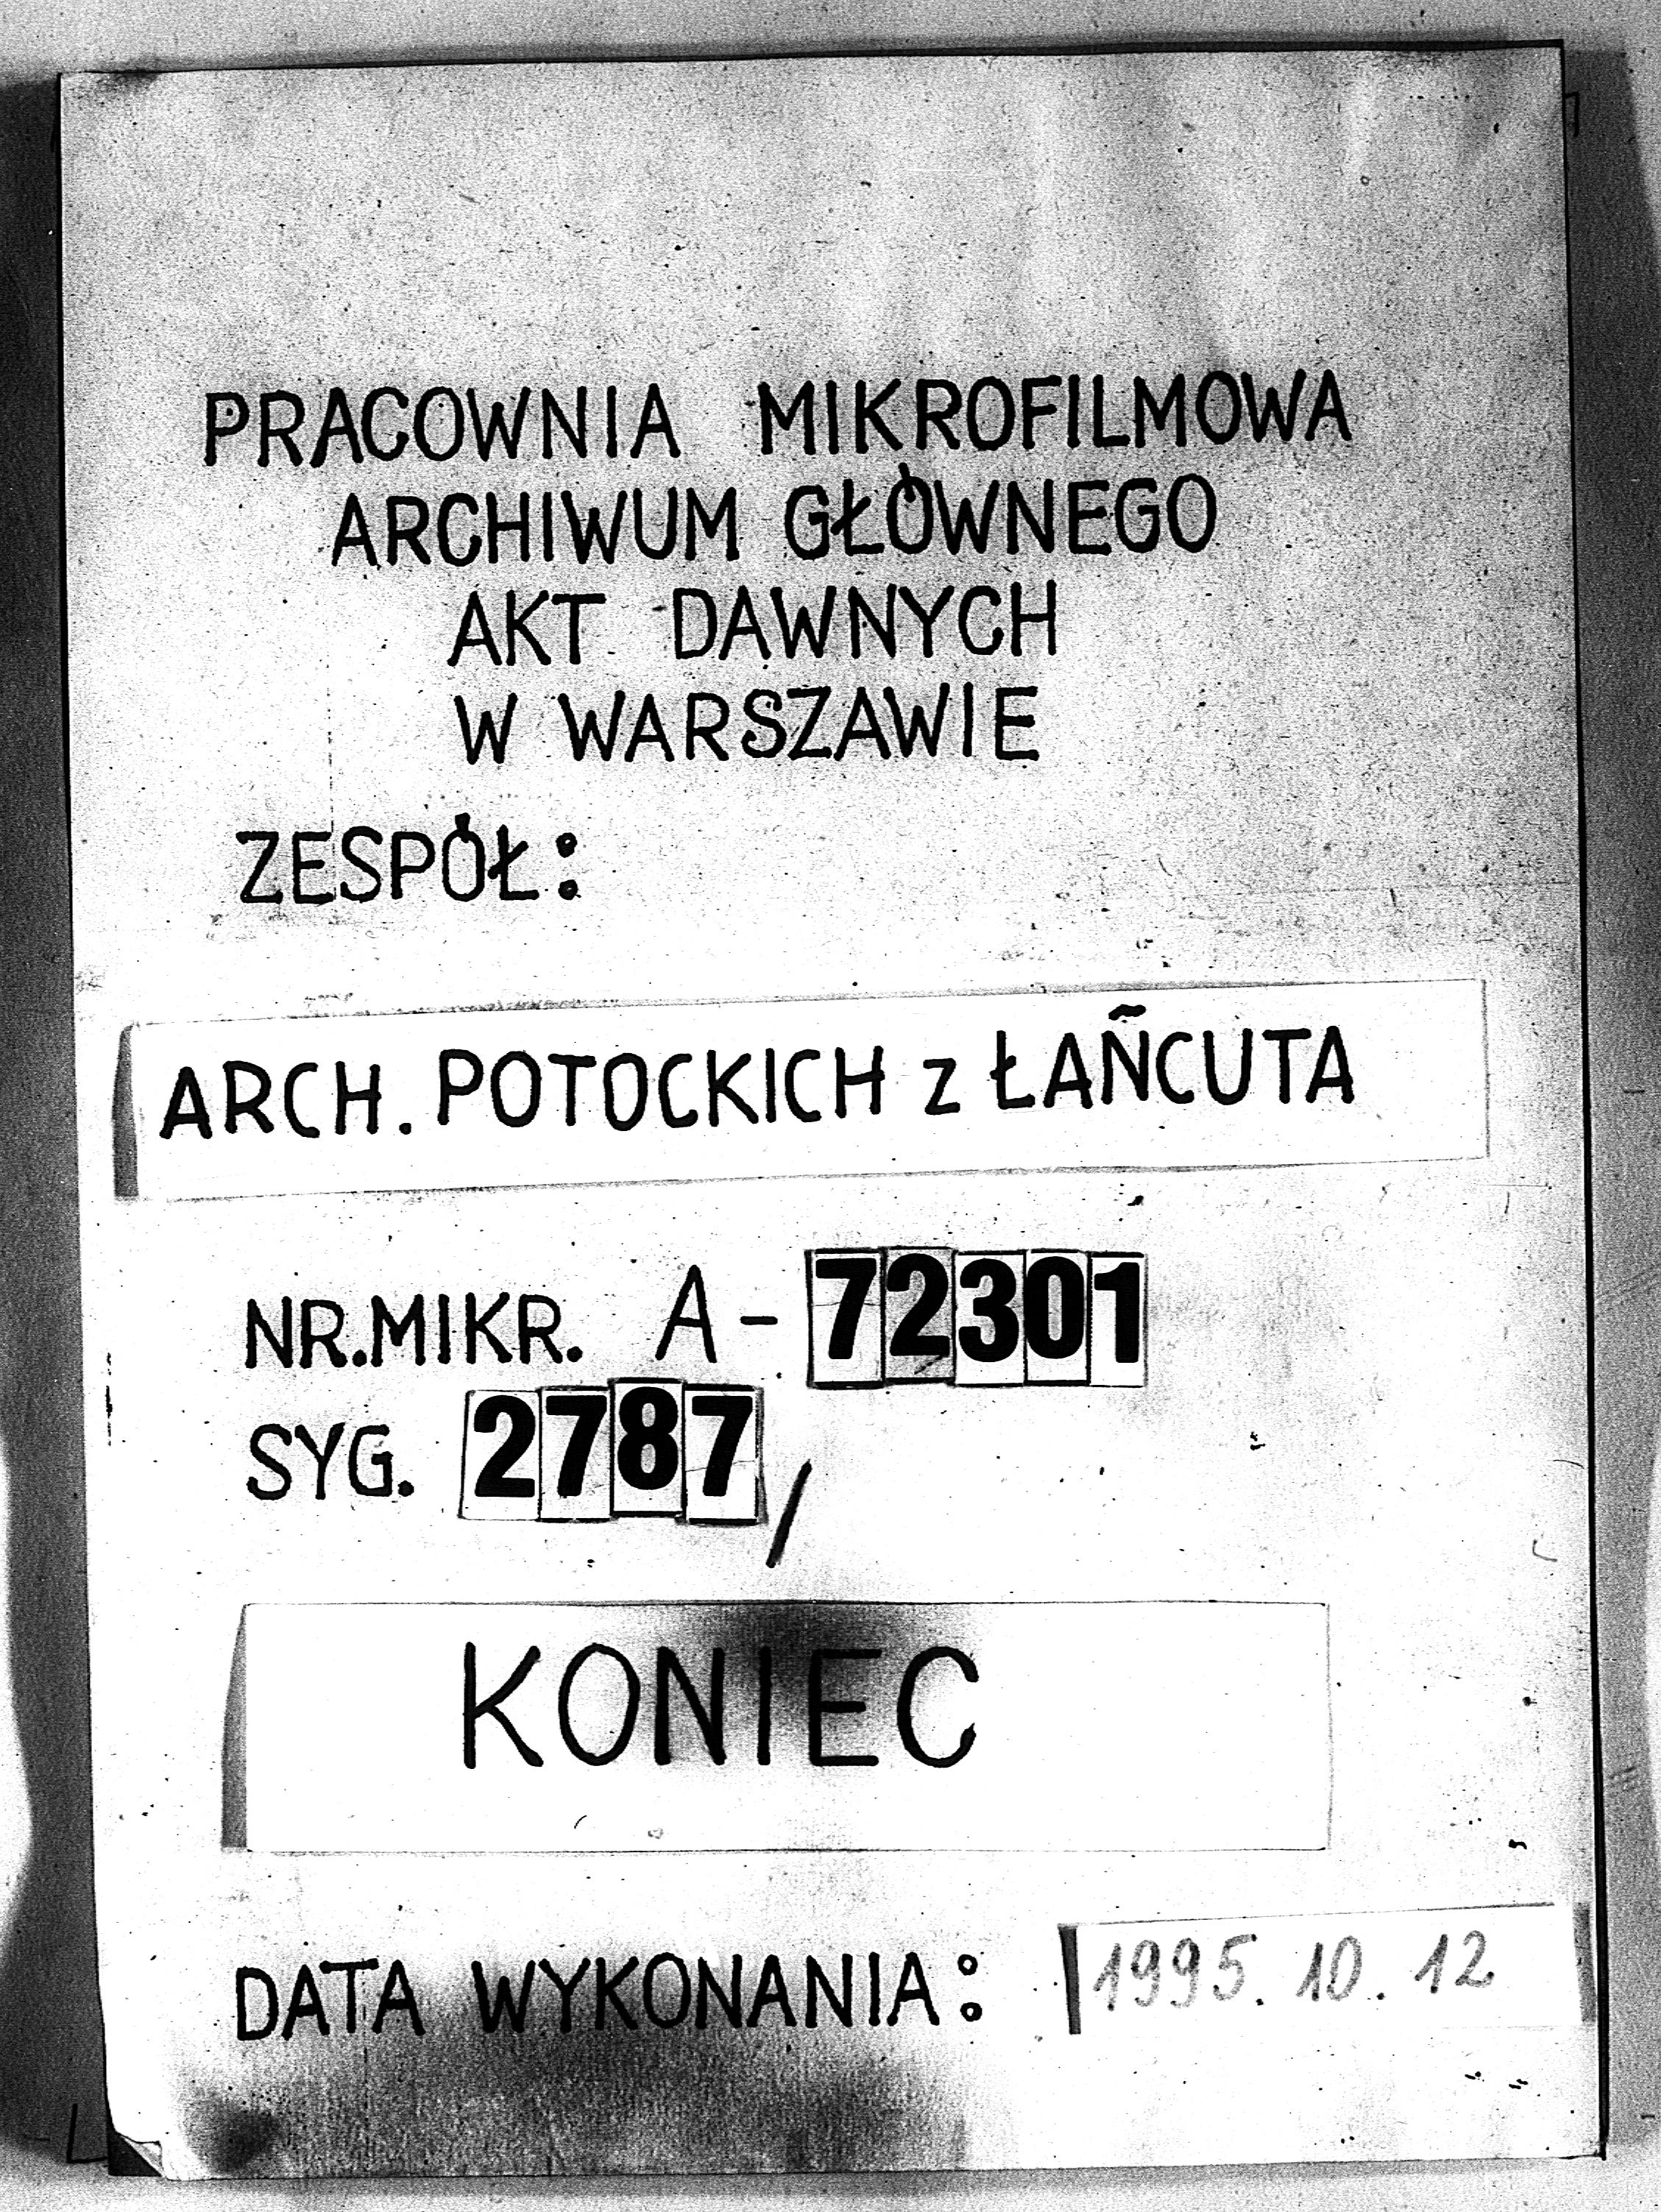 PRACOWNIA MIKROFILMOWA
ARCHIWUM GŁÓWNEGO
AKT DAWNYCH
W WARSZAWIE
ZESPÓŁ:
ARCH. POTOCKICH z ŁAŃCUTA
NR.MIKR. A-72301
SYG. 2787/
KONIEC
DATA WYKONANIA: 1995.10.12